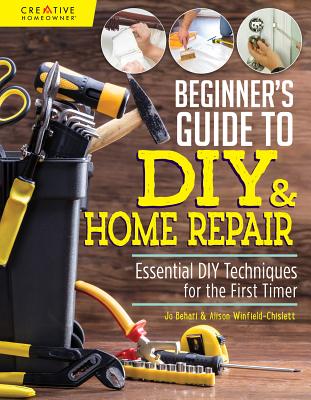 CREATIVE
HOMEOWNER®
BEGINNER'S
GUIDE TO
DIY &
HOME REPAIR
Essential DIY Techniques
for the First Timer
Jo Behari & Alison Winfield-Chislett